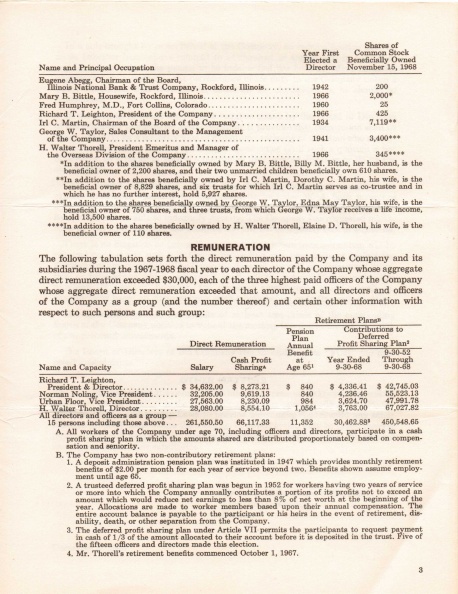 Shares of
Year First Common Stock
Elected a Beneficially Owned
Name and Principal Occupation Director November 15, 1968
Eugene Abegg, Chairman of the Board,
Illinois National Bank & Trust Company, Rockford, Illinois......... 1942 200
Mary B. Bittle, Housewife, Rockford, Illinois......................... 1966 2,000*
Fred Humphrey, M.D., Fort Collins, Colorado........................ 1960 25
Richard T. Leighton, President of the Company..................... 1966 425
Irl C. Martin, Chairman of the Board of the Company............... 1934 7,119**
George W. Taylor, Sales Consultant to the Management
of the Company................................................ 1941 3,400***
H. Walter Thorell, President Emeritus and Manager of
the Overseas Division of the Company............................ 1966 345****
*In addition to the shares beneficially owned by Mary B. Bittle, Billy M. Bittle, her husband, is the
beneficial owner of 2,200 shares, and their two unmarried children beneficially own 610 shares.
**In addition to the shares beneficially owned by Irl C. Martin, Dorothy C. Martin, his wife, is the
beneficial owner of 8,829 shares, and six trusts for which Irl C. Martin serves as co-trustee and in
which he has no further interest, hold 5,927 shares.
***In addition to the shares beneficially owned by George W. Taylor, Edna May Taylor, his wife, is the
beneficial owner of 750 shares, and three trusts, from which George W. Taylor receives a life income,
hold 13,500 shares.
****In addition to the shares beneficially owned by H. Walter Thorell, Elaine D. Thorell, his wife, is the
beneficial owner of 110 shares.
REMUNERATION
The following tabulation sets forth the direct remuneration paid by the Company and its
subsidiaries during the 1967-1968 fiscal year to each director of the Company whose aggregate
direct remuneration exceeded $30,000, each of the three highest paid officers of the Company
whose aggregate direct remuneration exceeded that amount, and all directors and officers
of the Company as a group (and the number thereof) and certain other information with
respect to such persons and such group:
Retirement Plansᴮ
Pension Contributions to
Plan Deferred
Direct Remuneration Annual Profit Sharing Plan²
Benefit 9-30-52
Cash Profit at Year Ended Through
Name and Capacity Salary Sharingᴬ Age 65¹ 9-30-68 9-30-68
Richard T. Leighton,
President & Director............ $ 34,632.00 $ 8,273.21 $ 840 $ 4,336.41 $ 42,745.03
Norman Noling, Vice President...... 32,205.00 9,619.13 840 4,236.46 55,523.13
Urban Floor, Vice President......... 27,563.00 8,230.09 984 3,624.70 47,991.78
H. Walter Thorell, Director.......... 28,080.00 8,554.10 1,056⁴ 3,763.00 67,027.82
All directors and officers as a group —
15 persons including those above... 261,550.50 66,117.33 11,352 30,462.88³ 450,548.65
A. All workers of the Company under age 70, including officers and directors, participate in a cash
profit sharing plan in which the amounts shared are distributed proportionately based on compen-
sation and seniority.
B. The Company has two non-contributory retirement plans:
1. A deposit administration pension plan was instituted in 1947 which provides monthly retirement
benefits of $2.00 per month for each year of service beyond two. Benefits shown assume employ-
ment until age 65.
2. A trusteed deferred profit sharing plan was begun in 1952 for workers having two years of service
or more into which the Company annually contributes a portion of its profits not to exceed an
amount which would reduce net earnings to less than 8% of net worth at the beginning of the
year. Allocations are made to worker members based upon their annual compensation. The
entire account balance is payable to the participant or his heirs in the event of retirement, dis-
ability, death, or other separation from the Company.
3. The deferred profit sharing plan under Article VII permits the participants to request payment
in cash of 1/3 of the amount allocated to their account before it is deposited in the trust. Five of
the fifteen officers and directors made this election.
4. Mr. Thorell's retirement benefits commenced October 1, 1967.
3